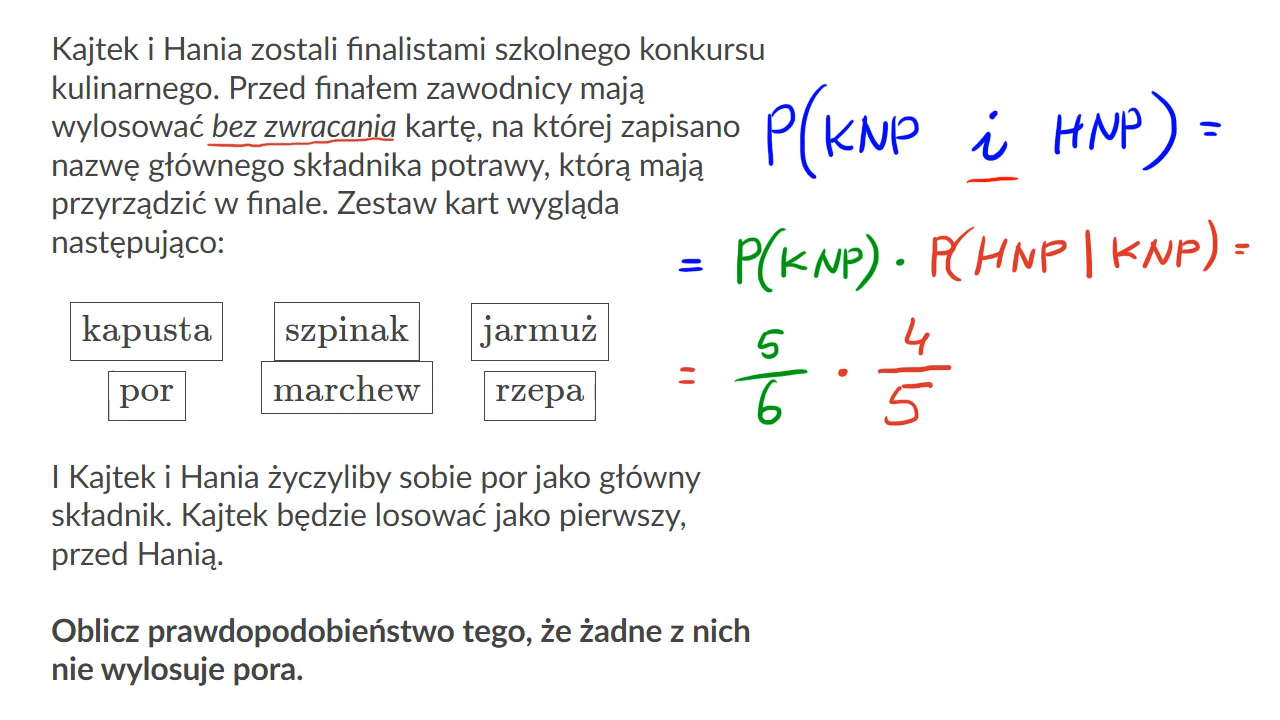 Kajtek i Hania zostali finalistami szkolnego konkursu
kulinarnego. Przed finałem zawodnicy mają
wylosować bez zwracania kartę, na której zapisano
nazwę głównego składnika potrawy, którą mają
przyrządzić w finale. Zestaw kart wygląda
następująco:
kapusta szpinak jarmuż
por marchew rzepa
I Kajtek i Hania życzyliby sobie por jako główny
składnik. Kajtek będzie losować jako pierwszy,
przed Hanią.
Oblicz prawdopodobieństwo tego, że żadne z nich
nie wylosuje pora.
P(KNP i HNP) =
= P(KNP) · P(HNP | KNP) =
= 5/6 · 4/5